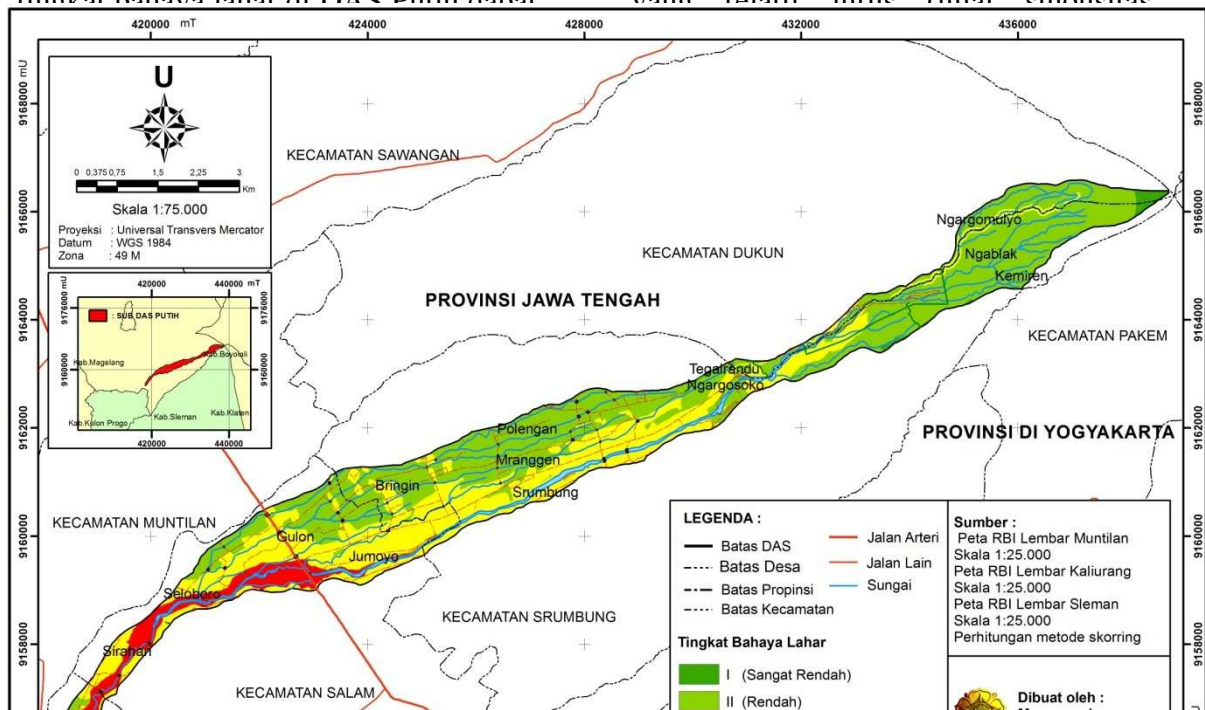 420000 mT 424000 428000 432000 436000
9168000 mU
9166000
9164000
9162000
9160000
9158000
U
0 0,375 0,75 1,5 2,25 3
Km
Skala 1:75.000
Proyeksi : Universal Transvers Mercator
Datum : WGS 1984
Zona : 49 M
420000 440000 mT
9176000 mU
9160000
: SUB DAS PUTIH
Kab.Magelang
Kab.Boyolali
Kab.Sleman
Kab.Klatan
Kab.Kulon Progo
420000 440000
KECAMATAN SAWANGAN
KECAMATAN DUKUN
PROVINSI JAWA TENGAH
Ngargomulyo
Ngablak
Kemiren
KECAMATAN PAKEM
Tegalrandu
Ngargosoko
PROVINSI DI YOGYAKARTA
Polengan
Mranggen
Srumbung
Bringin
KECAMATAN MUNTILAN
Gulon
Jumoyo
Seloboro
KECAMATAN SRUMBUNG
Sirahan
KECAMATAN SALAM
9168000
9166000
9164000
9162000
9160000
9158000
LEGENDA :
Batas DAS
Batas Desa
Batas Propinsi
Batas Kecamatan
Jalan Arteri
Jalan Lain
Sungai
Tingkat Bahaya Lahar
I (Sangat Rendah)
II (Rendah)
Sumber :
Peta RBI Lembar Muntilan
Skala 1:25.000
Peta RBI Lembar Kaliurang
Skala 1:25.000
Peta RBI Lembar Sleman
Skala 1:25.000
Perhitungan metode skorring
Dibuat oleh :